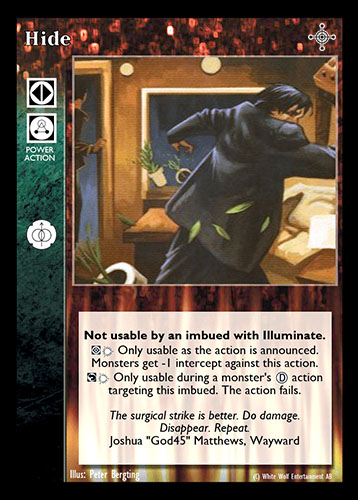 Hide
POWER
ACTION
Not usable by an imbued with Illuminate.
Only usable as the action is announced.
Monsters get -1 intercept against this action.
Only usable during a monster's D action
targeting this imbued. The action fails.
The surgical strike is better. Do damage.
Disappear. Repeat.
Joshua "God45" Matthews, Wayward
Illus: Peter Bergting
(C) White Wolf Entertainment AB